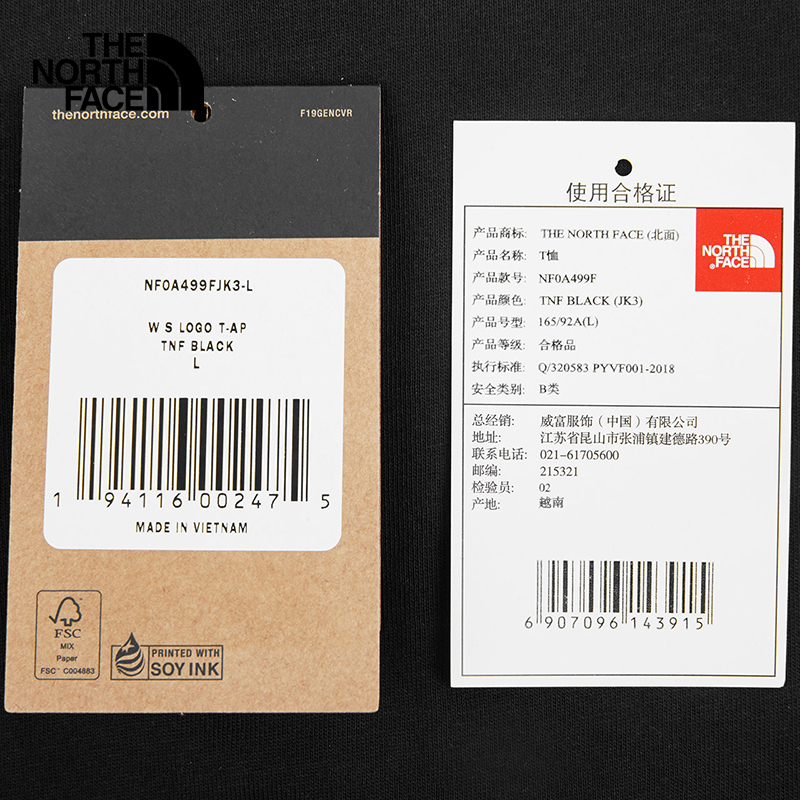 THE
NORTH
FACE
thenorthface.com
F19GENCVR
NF0A499FJK3-L
W S LOGO T-AP
TNF BLACK
L
1 94116 00247 5
MADE IN VIETNAM
FSC
MIX
Paper
FSC™ C004883
PRINTED WITH
SOY INK
使用合格证
产品商标: THE NORTH FACE (北面)
产品名称: T恤
产品款号: NF0A499F
产品颜色: TNF BLACK (JK3)
产品号型: 165/92A(L)
产品等级: 合格品
执行标准: Q/320583 PYVF001-2018
安全类别: B类
THE
NORTH
FACE
总经销: 威富服饰（中国）有限公司
地址: 江苏省昆山市张浦镇建德路390号
联系电话: 021-61705600
邮编: 215321
检验员: 02
产地: 越南
6 907096 143915